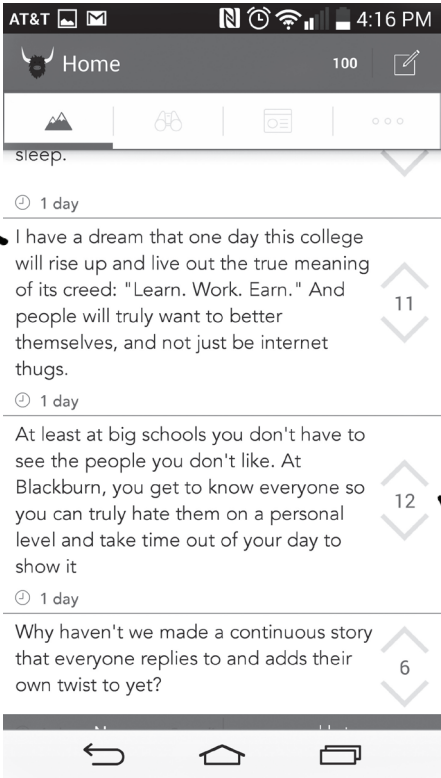 AT&T 4:16 PM
Home 100
sleep.
1 day
I have a dream that one day this college
will rise up and live out the true meaning
of its creed: "Learn. Work. Earn." And
people will truly want to better
themselves, and not just be internet
thugs.
11
1 day
At least at big schools you don't have to
see the people you don't like. At
Blackburn, you get to know everyone so
you can truly hate them on a personal
level and take time out of your day to
show it
12
1 day
Why haven't we made a continuous story
that everyone replies to and adds their
own twist to yet?
6